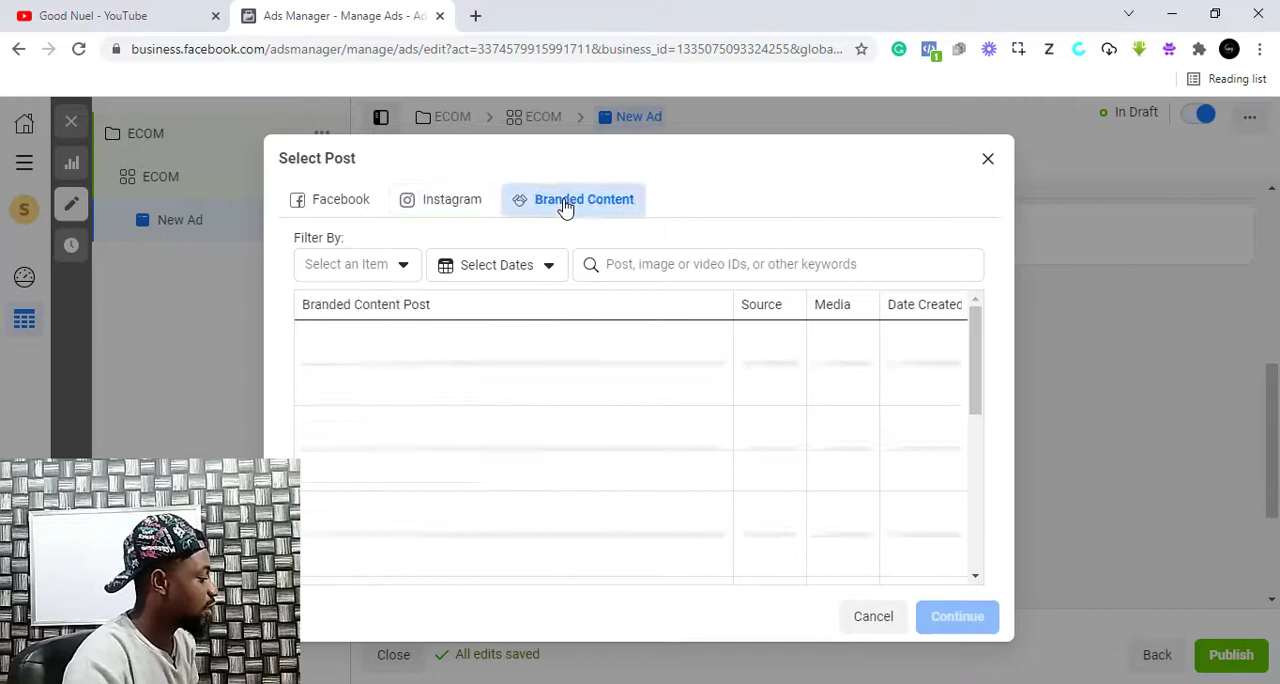 Good Nuel - YouTube
Ads Manager - Manage Ads - Ad
business.facebook.com/adsmanager/manage/ads/edit?act=3374579915991711&business_id=1335075093324255&globa...
1
Reading list
ECOM
ECOM
New Ad
In Draft
S
ECOM
ECOM
New Ad
Select Post
Facebook
Instagram
Branded Content
Filter By:
Select an Item
Select Dates
Post, image or video IDs, or other keywords
Branded Content Post
Source
Media
Date Created
Cancel
Continue
Close
All edits saved
Back
Publish